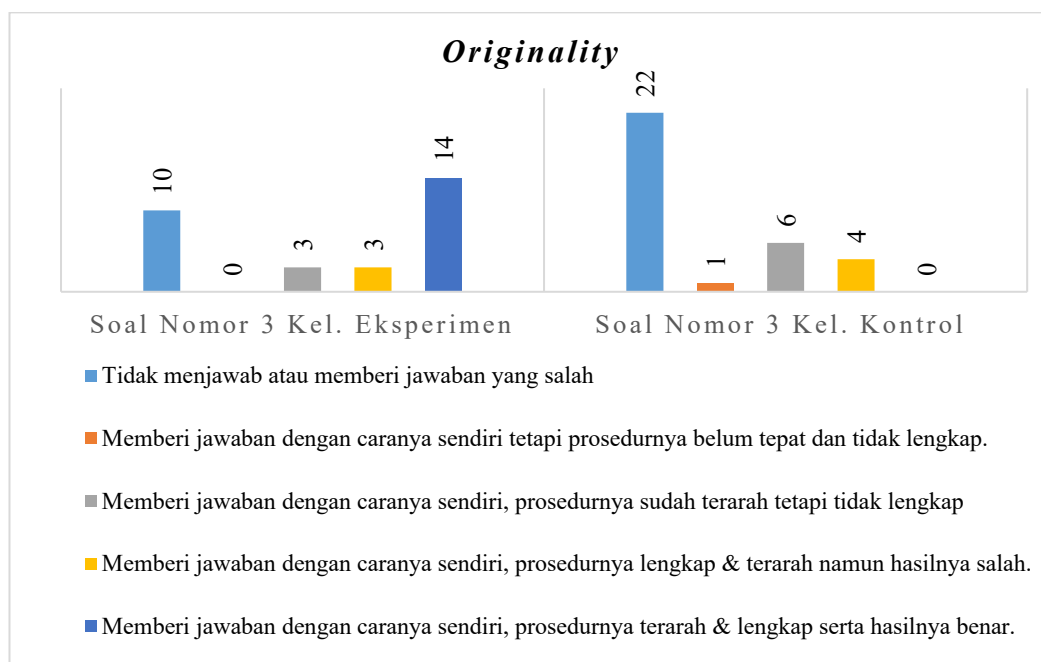 Originality
10
0
3
3
14
22
1
6
4
0
Soal Nomor 3 Kel. Eksperimen
Soal Nomor 3 Kel. Kontrol
Tidak menjawab atau memberi jawaban yang salah
Memberi jawaban dengan caranya sendiri tetapi prosedurnya belum tepat dan tidak lengkap.
Memberi jawaban dengan caranya sendiri, prosedurnya sudah terarah tetapi tidak lengkap
Memberi jawaban dengan caranya sendiri, prosedurnya lengkap & terarah namun hasilnya salah.
Memberi jawaban dengan caranya sendiri, prosedurnya terarah & lengkap serta hasilnya benar.